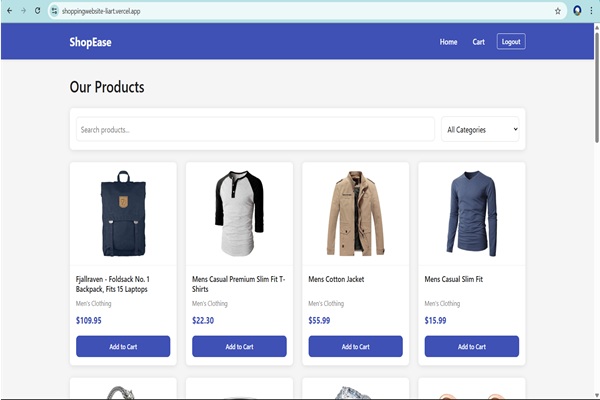 shoppingwebsite-liart.vercel.app
ShopEase
Home Cart Logout
Our Products
Search products...
All Categories
Fjallraven - Foldsack No. 1
Backpack, Fits 15 Laptops
Men's Clothing
$109.95
Add to Cart
Mens Casual Premium Slim Fit T-
Shirts
Men's Clothing
$22.30
Add to Cart
Mens Cotton Jacket
Men's Clothing
$55.99
Add to Cart
Mens Casual Slim Fit
Men's Clothing
$15.99
Add to Cart